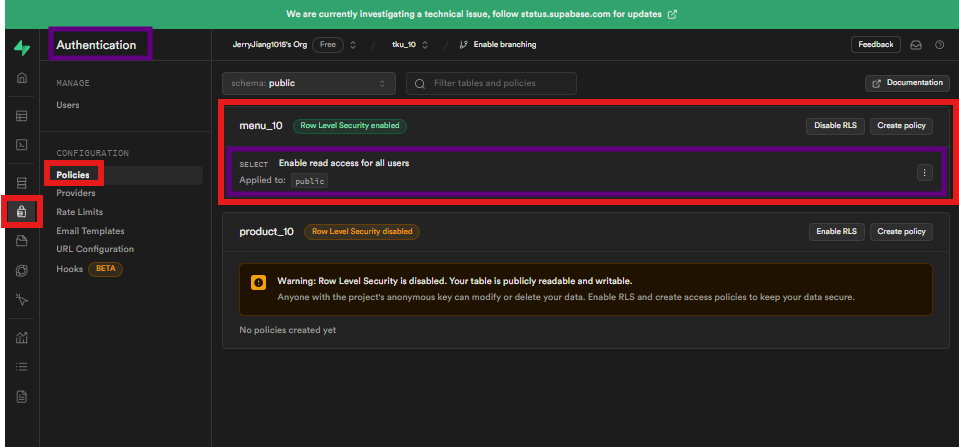 We are currently investigating a technical issue, follow status.supabase.com for updates
Authentication
JerryJiang1015's Org Free / tku_10 / Enable branching
Feedback
MANAGE
Users
CONFIGURATION
Policies
Providers
Rate Limits
Email Templates
URL Configuration
Hooks BETA
schema: public
Filter tables and policies
Documentation
menu_10 Row Level Security enabled
Disable RLS
Create policy
SELECT Enable read access for all users
Applied to: public
product_10 Row Level Security disabled
Enable RLS
Create policy
Warning: Row Level Security is disabled. Your table is publicly readable and writable.
Anyone with the project's anonymous key can modify or delete your data. Enable RLS and create access policies to keep your data secure.
No policies created yet